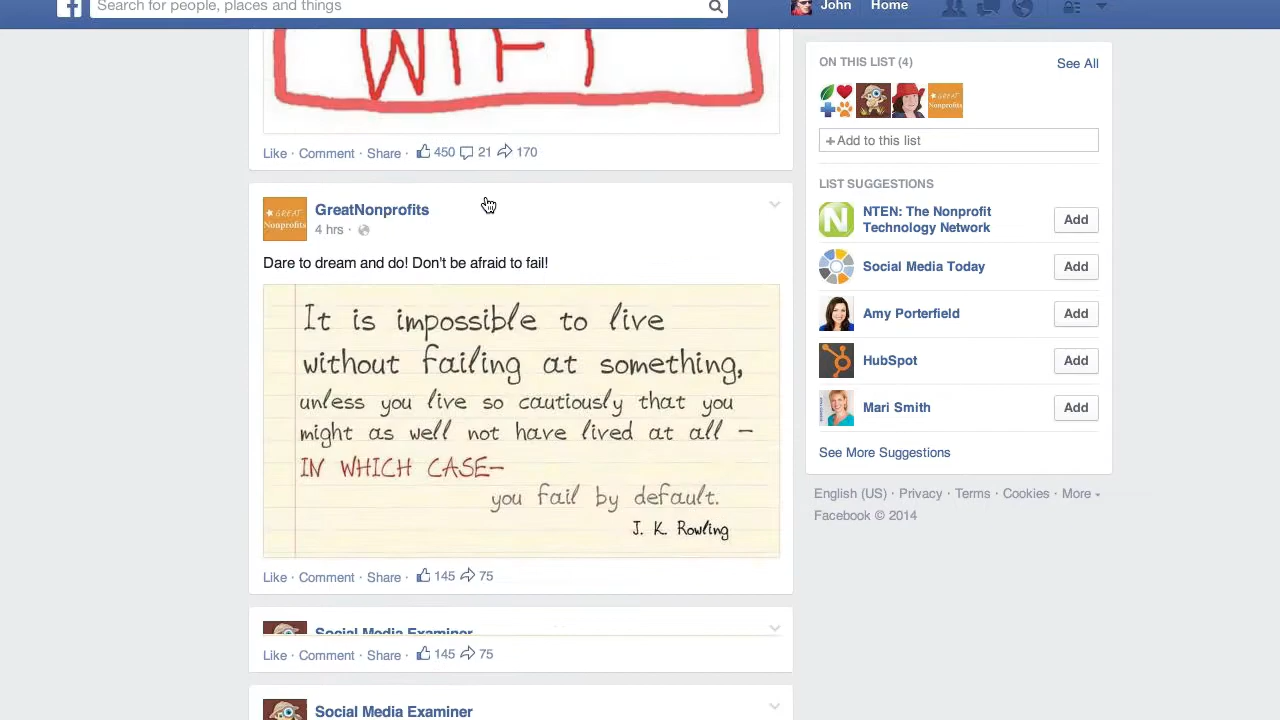 Search for people, places and things
John Home
WIFI
Like · Comment · Share · 450 21 170
GreatNonprofits
4 hrs ·
Dare to dream and do! Don't be afraid to fail!
It is impossible to live
without failing at something,
unless you live so cautiously that you
might as well not have lived at all –
IN WHICH CASE–
you fail by default.
J. K. Rowling
Like · Comment · Share · 145 75
Social Media Examiner
Like · Comment · Share · 145 75
Social Media Examiner
ON THIS LIST (4)
See All
GREAT
Nonprofits
+ Add to this list
LIST SUGGESTIONS
NTEN: The Nonprofit
Technology Network
Add
Social Media Today
Add
Amy Porterfield
Add
HubSpot
Add
Mari Smith
Add
See More Suggestions
English (US) · Privacy · Terms · Cookies · More
Facebook © 2014